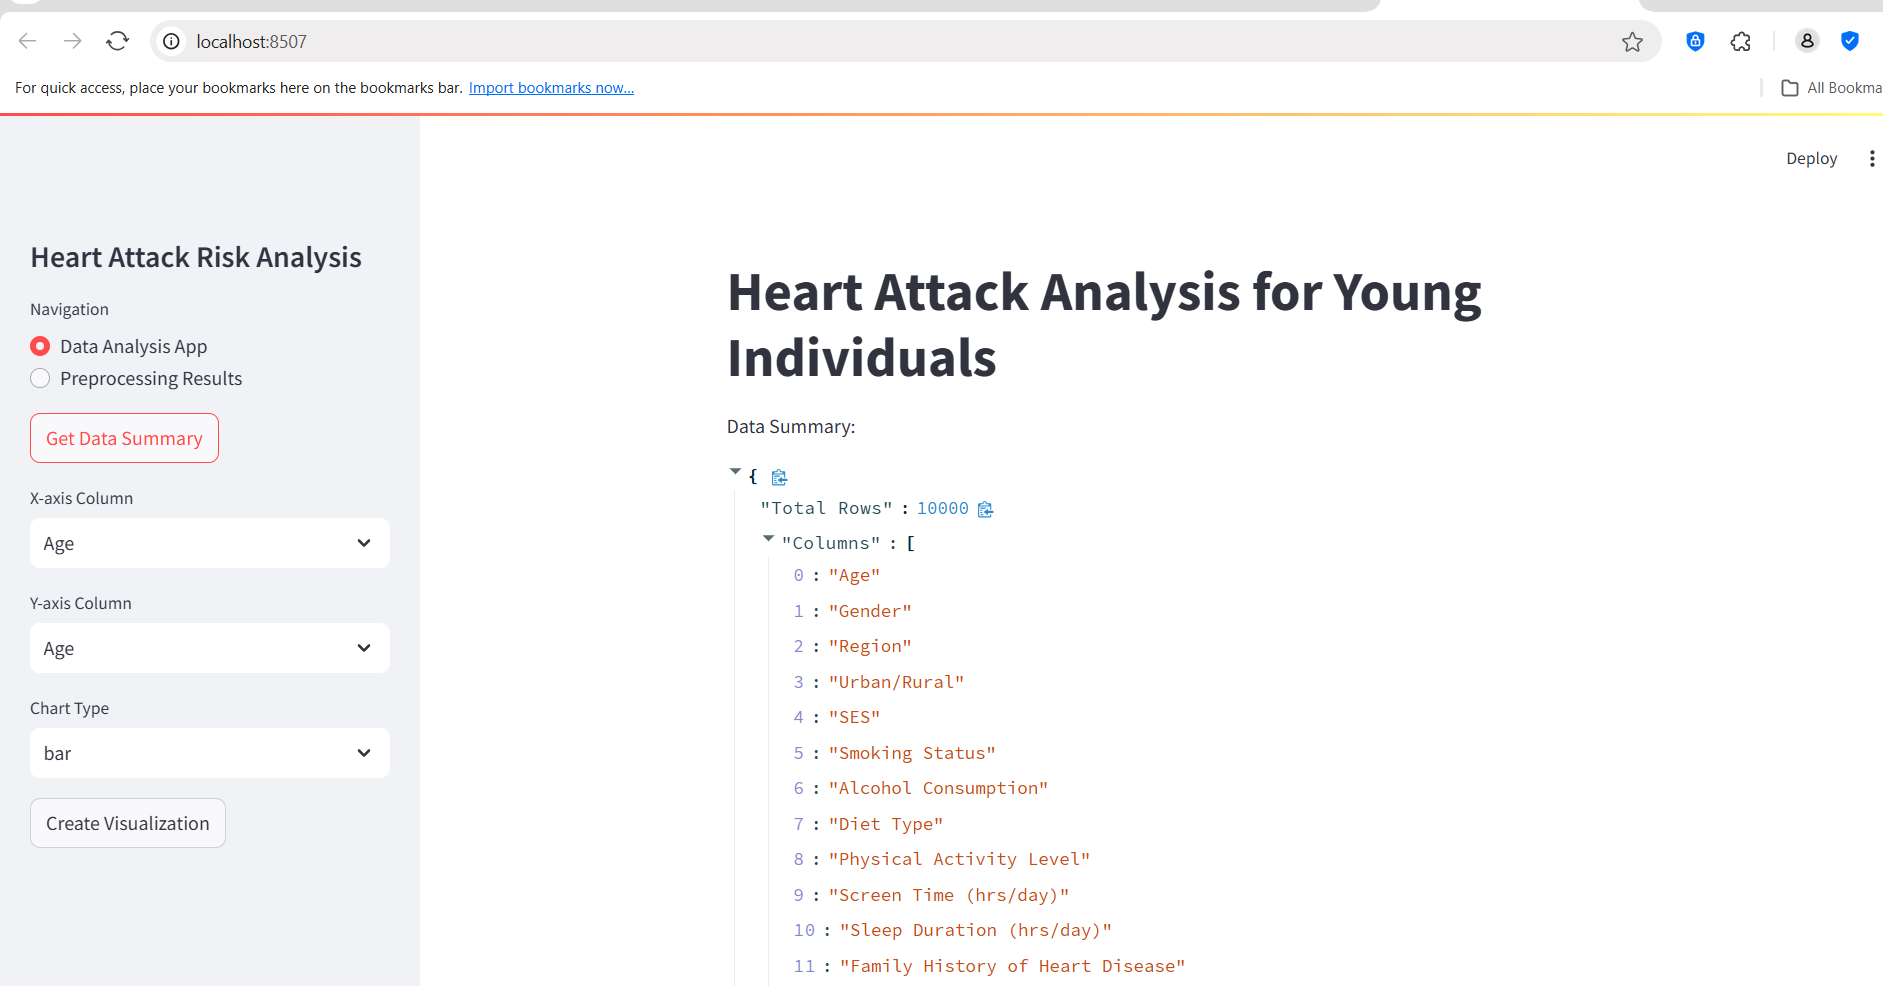 localhost:8507
For quick access, place your bookmarks here on the bookmarks bar. Import bookmarks now...
All Bookma
Deploy
Heart Attack Risk Analysis
Navigation
Data Analysis App
Preprocessing Results
Get Data Summary
X-axis Column
Age
Y-axis Column
Age
Chart Type
bar
Create Visualization
Heart Attack Analysis for Young
Individuals
Data Summary:
{
"Total Rows" : 10000
"Columns" : [
0 : "Age"
1 : "Gender"
2 : "Region"
3 : "Urban/Rural"
4 : "SES"
5 : "Smoking Status"
6 : "Alcohol Consumption"
7 : "Diet Type"
8 : "Physical Activity Level"
9 : "Screen Time (hrs/day)"
10 : "Sleep Duration (hrs/day)"
11 : "Family History of Heart Disease"